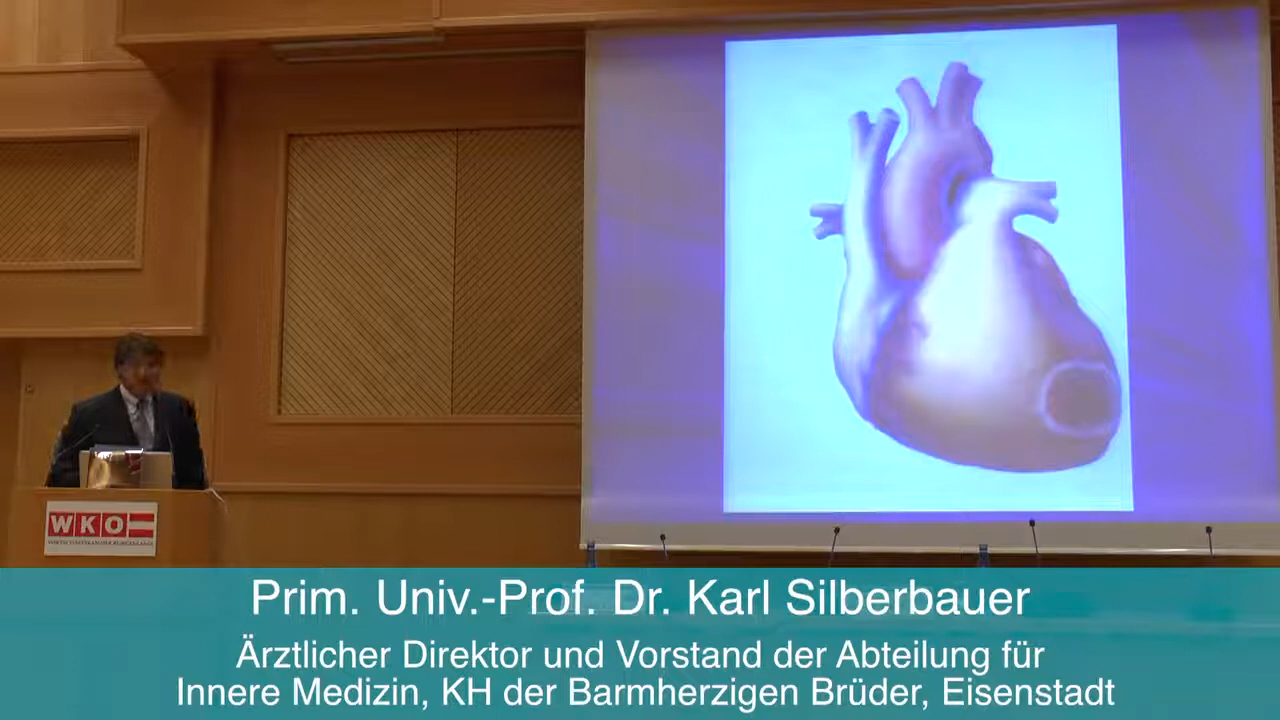 WKO
Prim. Univ.-Prof. Dr. Karl Silberbauer
Ärztlicher Direktor und Vorstand der Abteilung für
Innere Medizin, KH der Barmherzigen Brüder, Eisenstadt